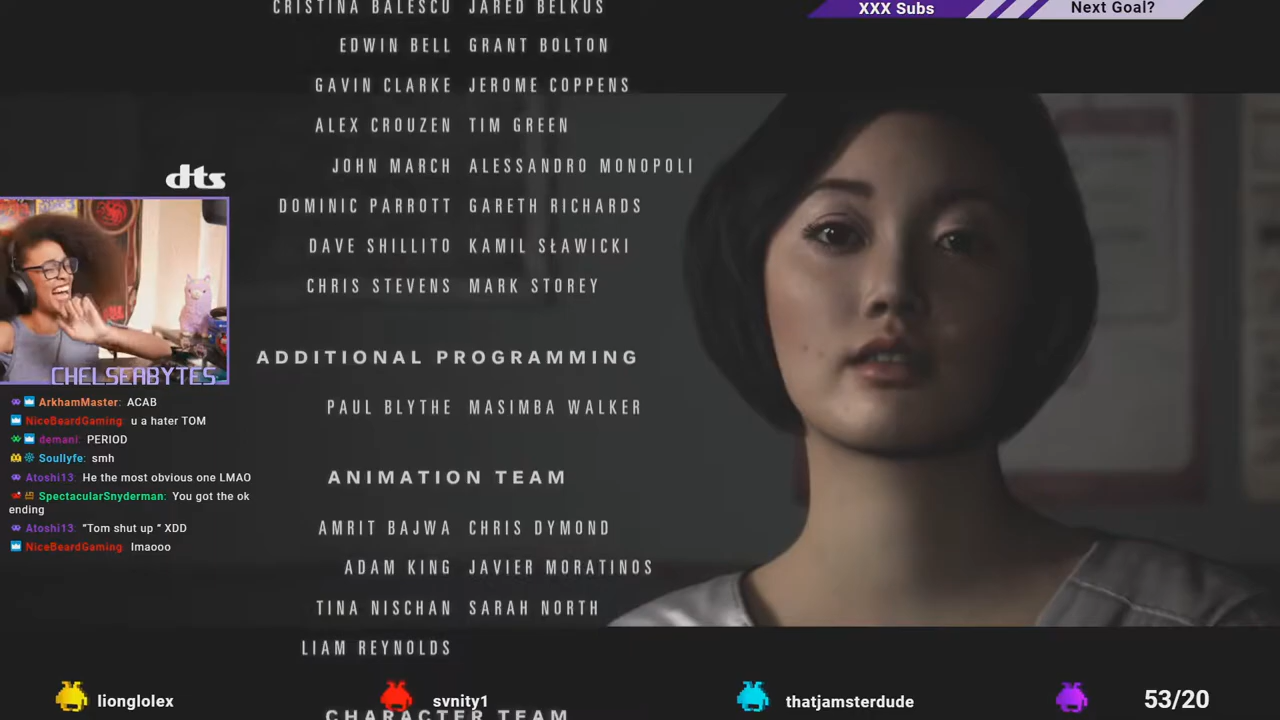 XXX Subs
Next Goal?
CRISTINA BALESCU JARED BELKUS
EDWIN BELL GRANT BOLTON
GAVIN CLARKE JEROME COPPENS
ALEX CROUZEN TIM GREEN
JOHN MARCH ALESSANDRO MONOPOLI
DOMINIC PARROTT GARETH RICHARDS
DAVE SHILLITO KAMIL SŁAWICKI
CHRIS STEVENS MARK STOREY
ADDITIONAL PROGRAMMING
PAUL BLYTHE MASIMBA WALKER
ANIMATION TEAM
AMRIT BAJWA CHRIS DYMOND
ADAM KING JAVIER MORATINOS
TINA NISCHAN SARAH NORTH
LIAM REYNOLDS
CHARACTER TEAM
dts
CHELSEABYTES
ArkhamMaster: ACAB
NiceBeardGaming: u a hater TOM
demani: PERIOD
Soullyfe: smh
Atoshi13: He the most obvious one LMAO
SpectacularSnyderman: You got the ok
ending
Atoshi13: "Tom shut up " XDD
NiceBeardGaming: lmaooo
lionglolex
svnity1
thatjamsterdude
53/20